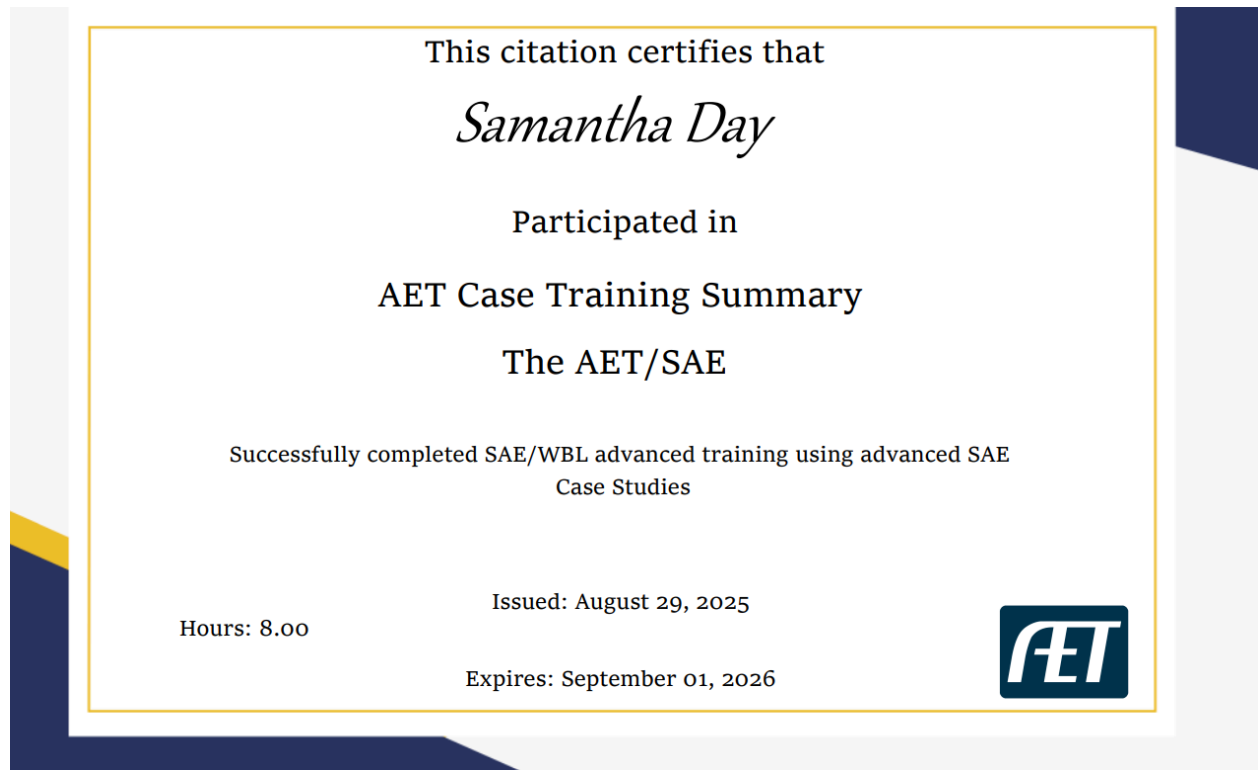 This citation certifies that
Samantha Day
Participated in
AET Case Training Summary
The AET/SAE
Successfully completed SAE/WBL advanced training using advanced SAE
Case Studies
Issued: August 29, 2025
Hours: 8.00
Expires: September 01, 2026
ÆT